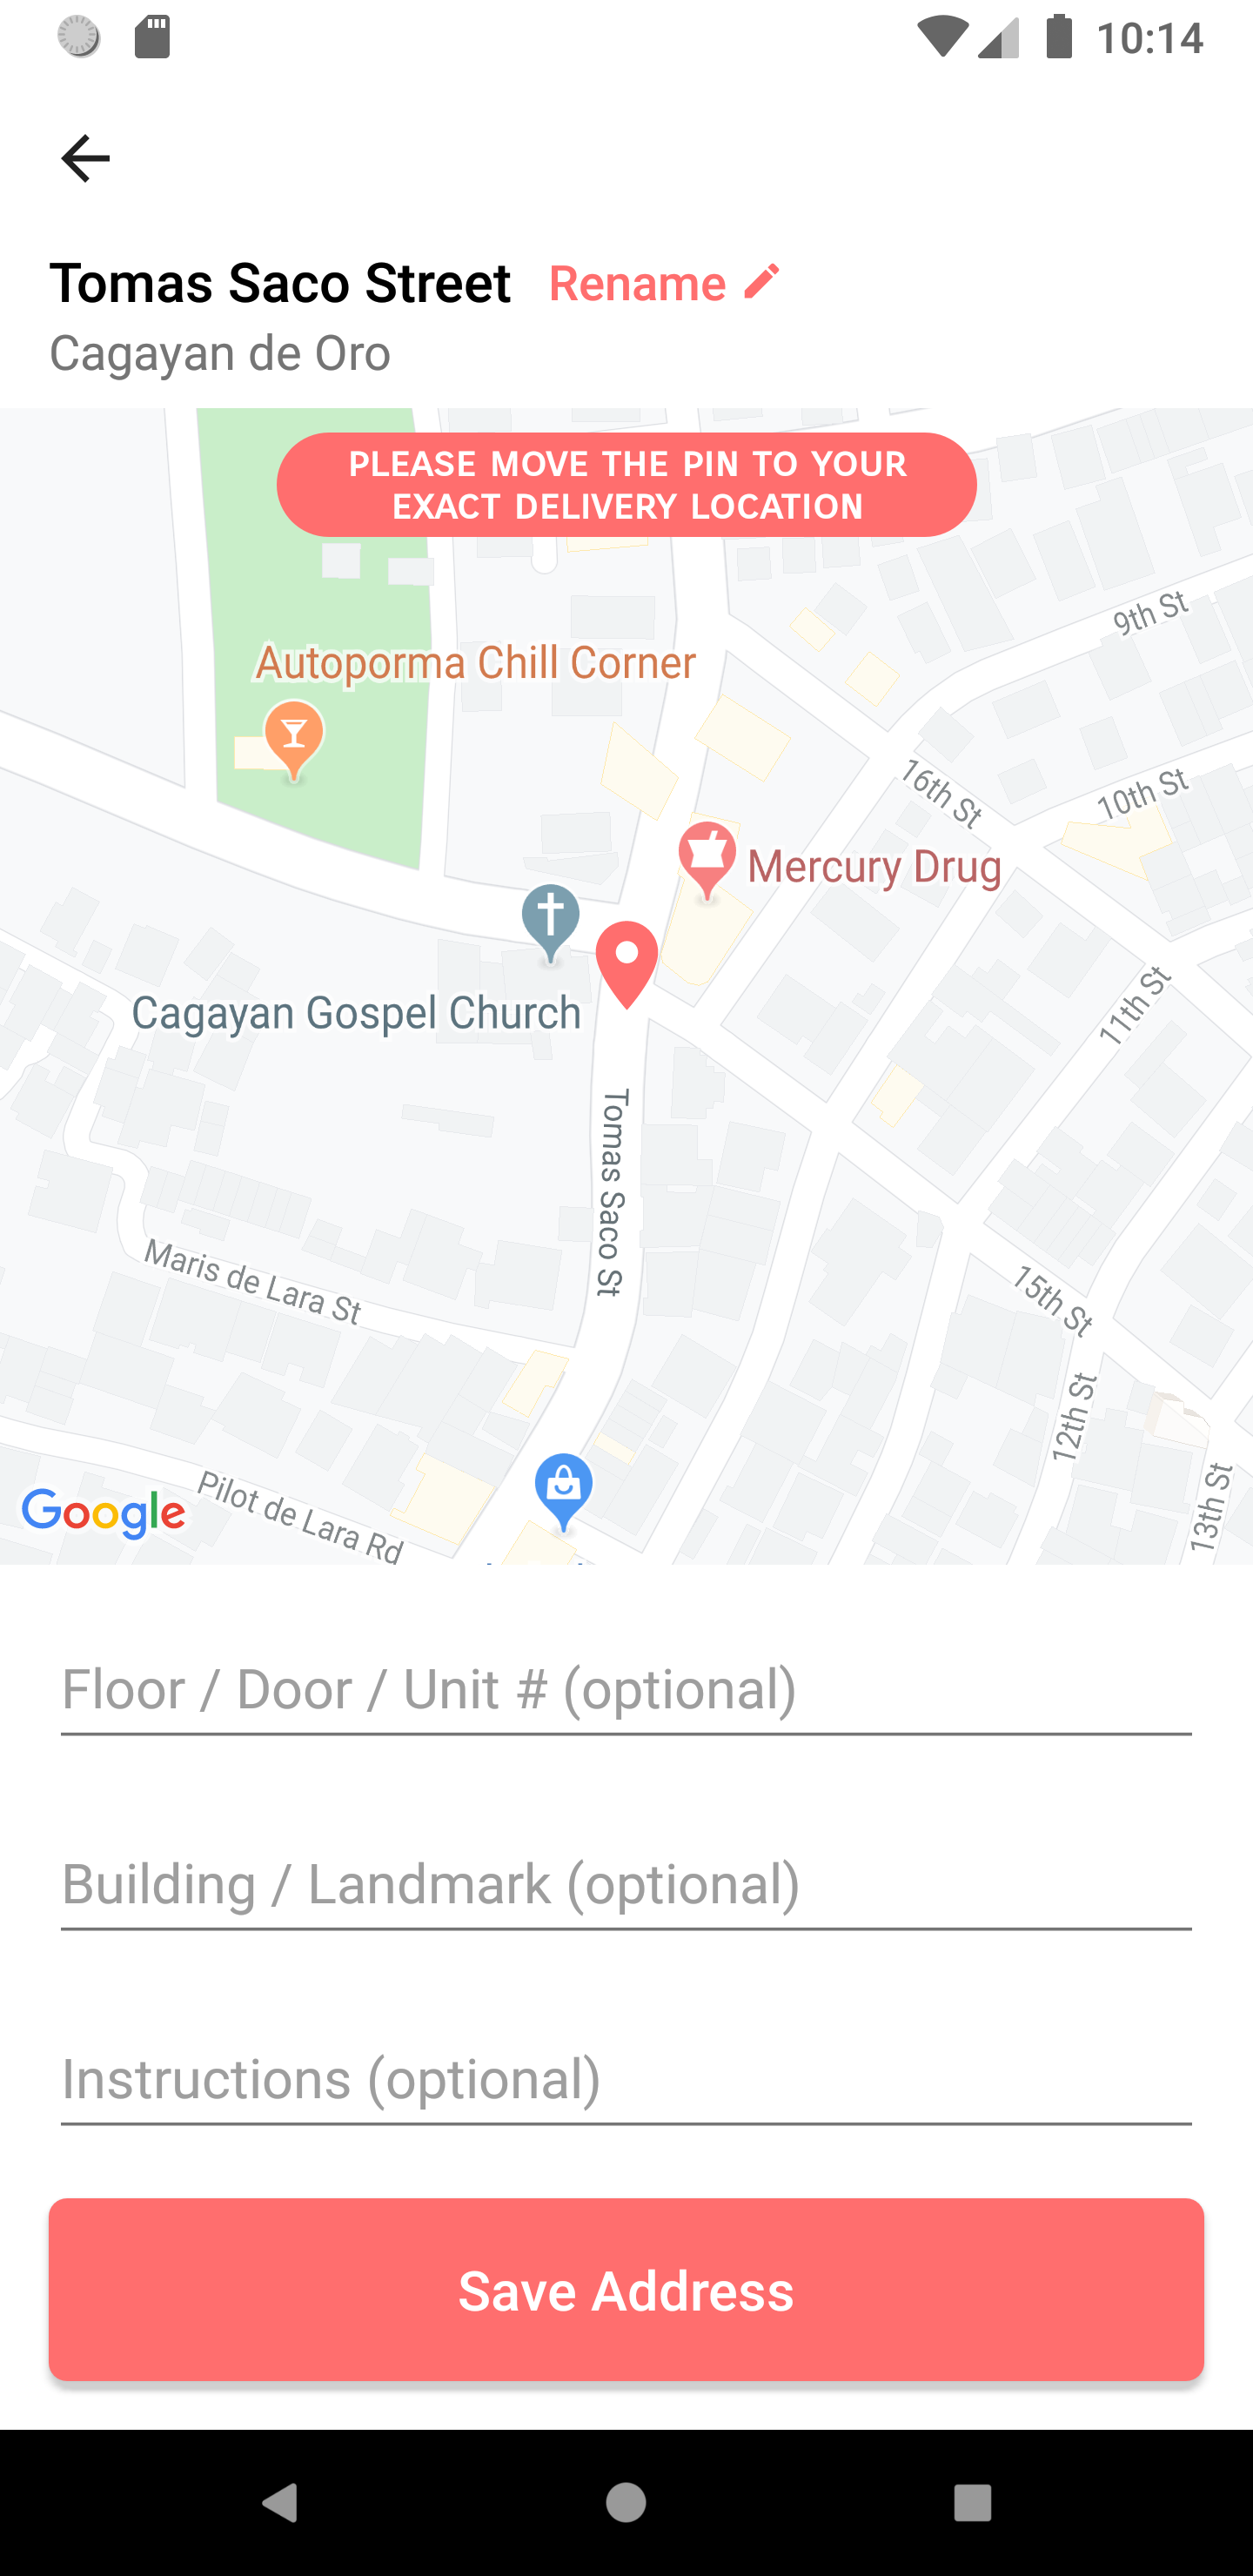 10:14
Tomas Saco Street
Rename
Cagayan de Oro
PLEASE MOVE THE PIN TO YOUR
EXACT DELIVERY LOCATION
9th St
Autoporma Chill Corner
16th St
10th St
Mercury Drug
Cagayan Gospel Church
11th St
Tomas Saco St
Maris de Lara St
15th St
12th St
Pilot de Lara Rd
13th St
Google
Floor / Door / Unit # (optional)
Building / Landmark (optional)
Instructions (optional)
Save Address